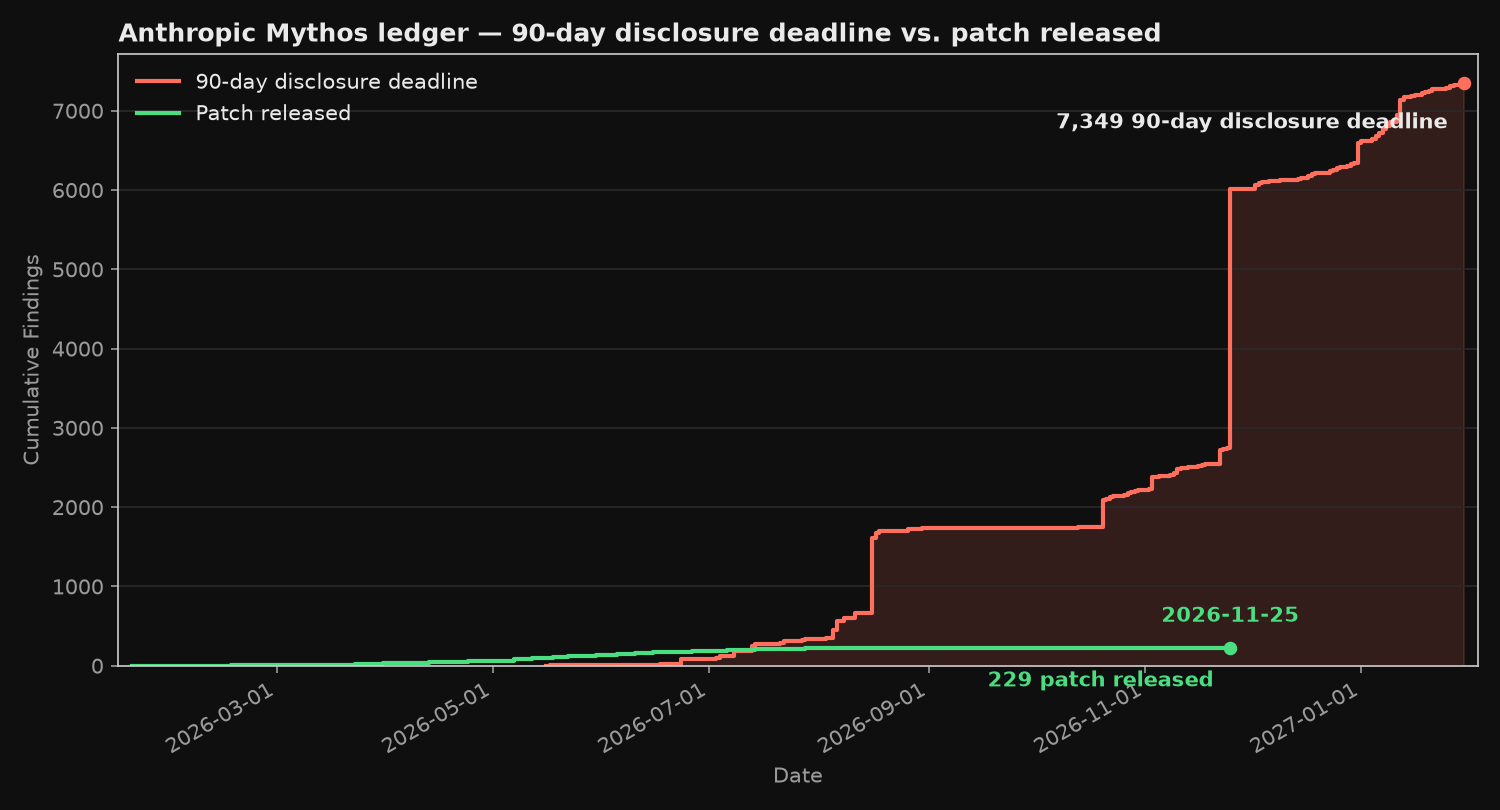 Anthropic Mythos ledger — 90-day disclosure deadline vs. patch released
90-day disclosure deadline
Patch released
7,349 90-day disclosure deadline
2026-11-25
229 patch released
Cumulative Findings
7000
6000
5000
4000
3000
2000
1000
0
2026-03-01
2026-05-01
2026-07-01
2026-09-01
2026-11-01
2027-01-01
Date